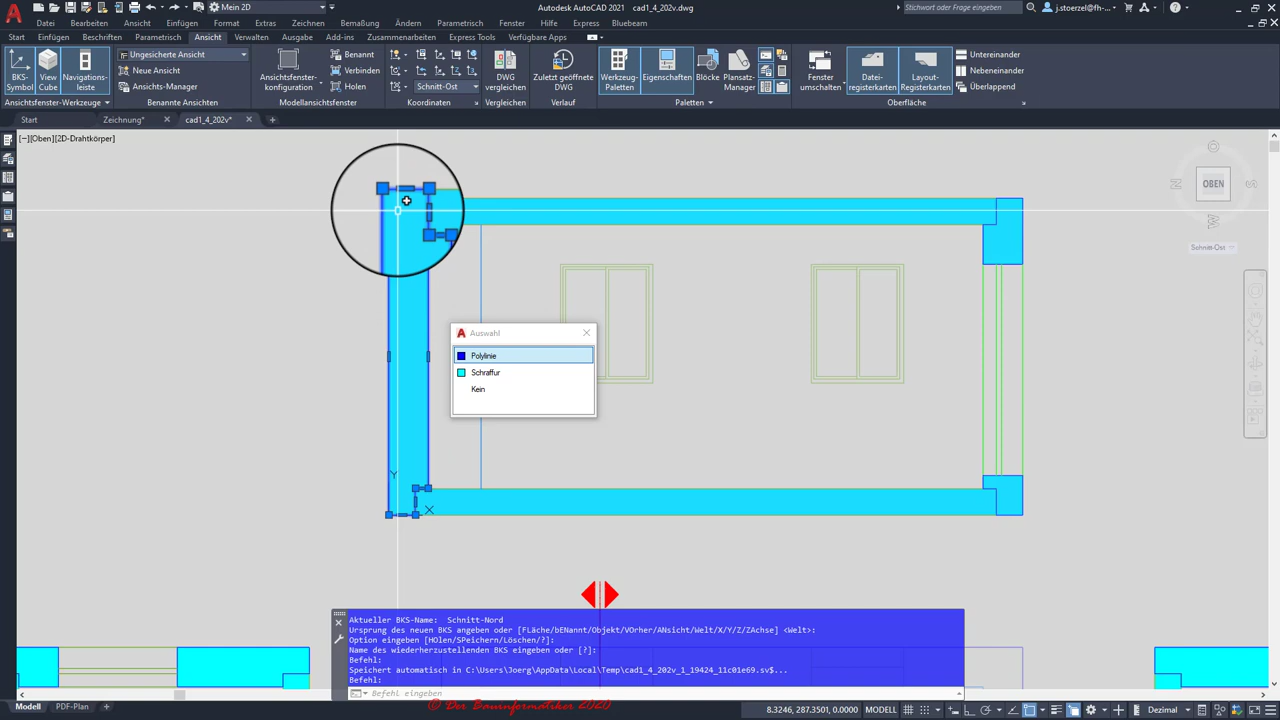 Mein 2D
Autodesk AutoCAD 2021 cad1_4_202v.dwg
Stichwort oder Frage eingeben
j.stoerzel@fh-...
Datei Bearbeiten Ansicht Einfügen Format Extras Zeichnen Bemaßung Ändern Parametrisch Fenster Hilfe Express Bluebeam
Start Einfügen Beschriften Parametrisch Ansicht Verwalten Ausgabe Add-ins Zusammenarbeiten Express Tools Verfügbare Apps
BKS-Symbol
View Cube
Navigations-leiste
Ungesicherte Ansicht
Neue Ansicht
Ansichts-Manager
Ansichtsfenster-konfiguration
Benannt
Verbinden
Holen
Schnitt-Ost
DWG vergleichen
Zuletzt geöffnete DWG
Werkzeug-Paletten
Eigenschaften
Blöcke
Plansatz-Manager
Fenster umschalten
Datei-registerkarten
Layout-Registerkarten
Untereinander
Nebeneinander
Überlappend
Ansichtsfenster-Werkzeuge
Benannte Ansichten
Modellansichtsfenster
Koordinaten
Vergleichen
Verlauf
Paletten
Oberfläche
Start
Zeichnung*
cad1_4_202v*
[−][Oben][2D-Drahtkörper]
N
OBEN
S
W
Schnitt-Ost
Auswahl
Polylinie
Schraffur
Kein
Y
X
Aktueller BKS-Name: Schnitt-Nord
Ursprung des neuen BKS angeben oder [FLäche/bENannt/Objekt/VOrher/ANsicht/Welt/X/Y/Z/ZAchse] <Welt>:
Option eingeben [HOlen/SPeichern/Löschen/?]:
Name des wiederherzustellenden BKS eingeben oder [?]:
Befehl:
Speichert automatisch in C:\Users\Joerg\AppData\Local\Temp\cad1_4_202v_1_19424_11c01e69.sv$...
Befehl:
Befehl eingeben
© Der Bauinformatiker 2020
Modell
PDF-Plan
8.3246, 287.3501, 0.0000 MODELL
Dezimal